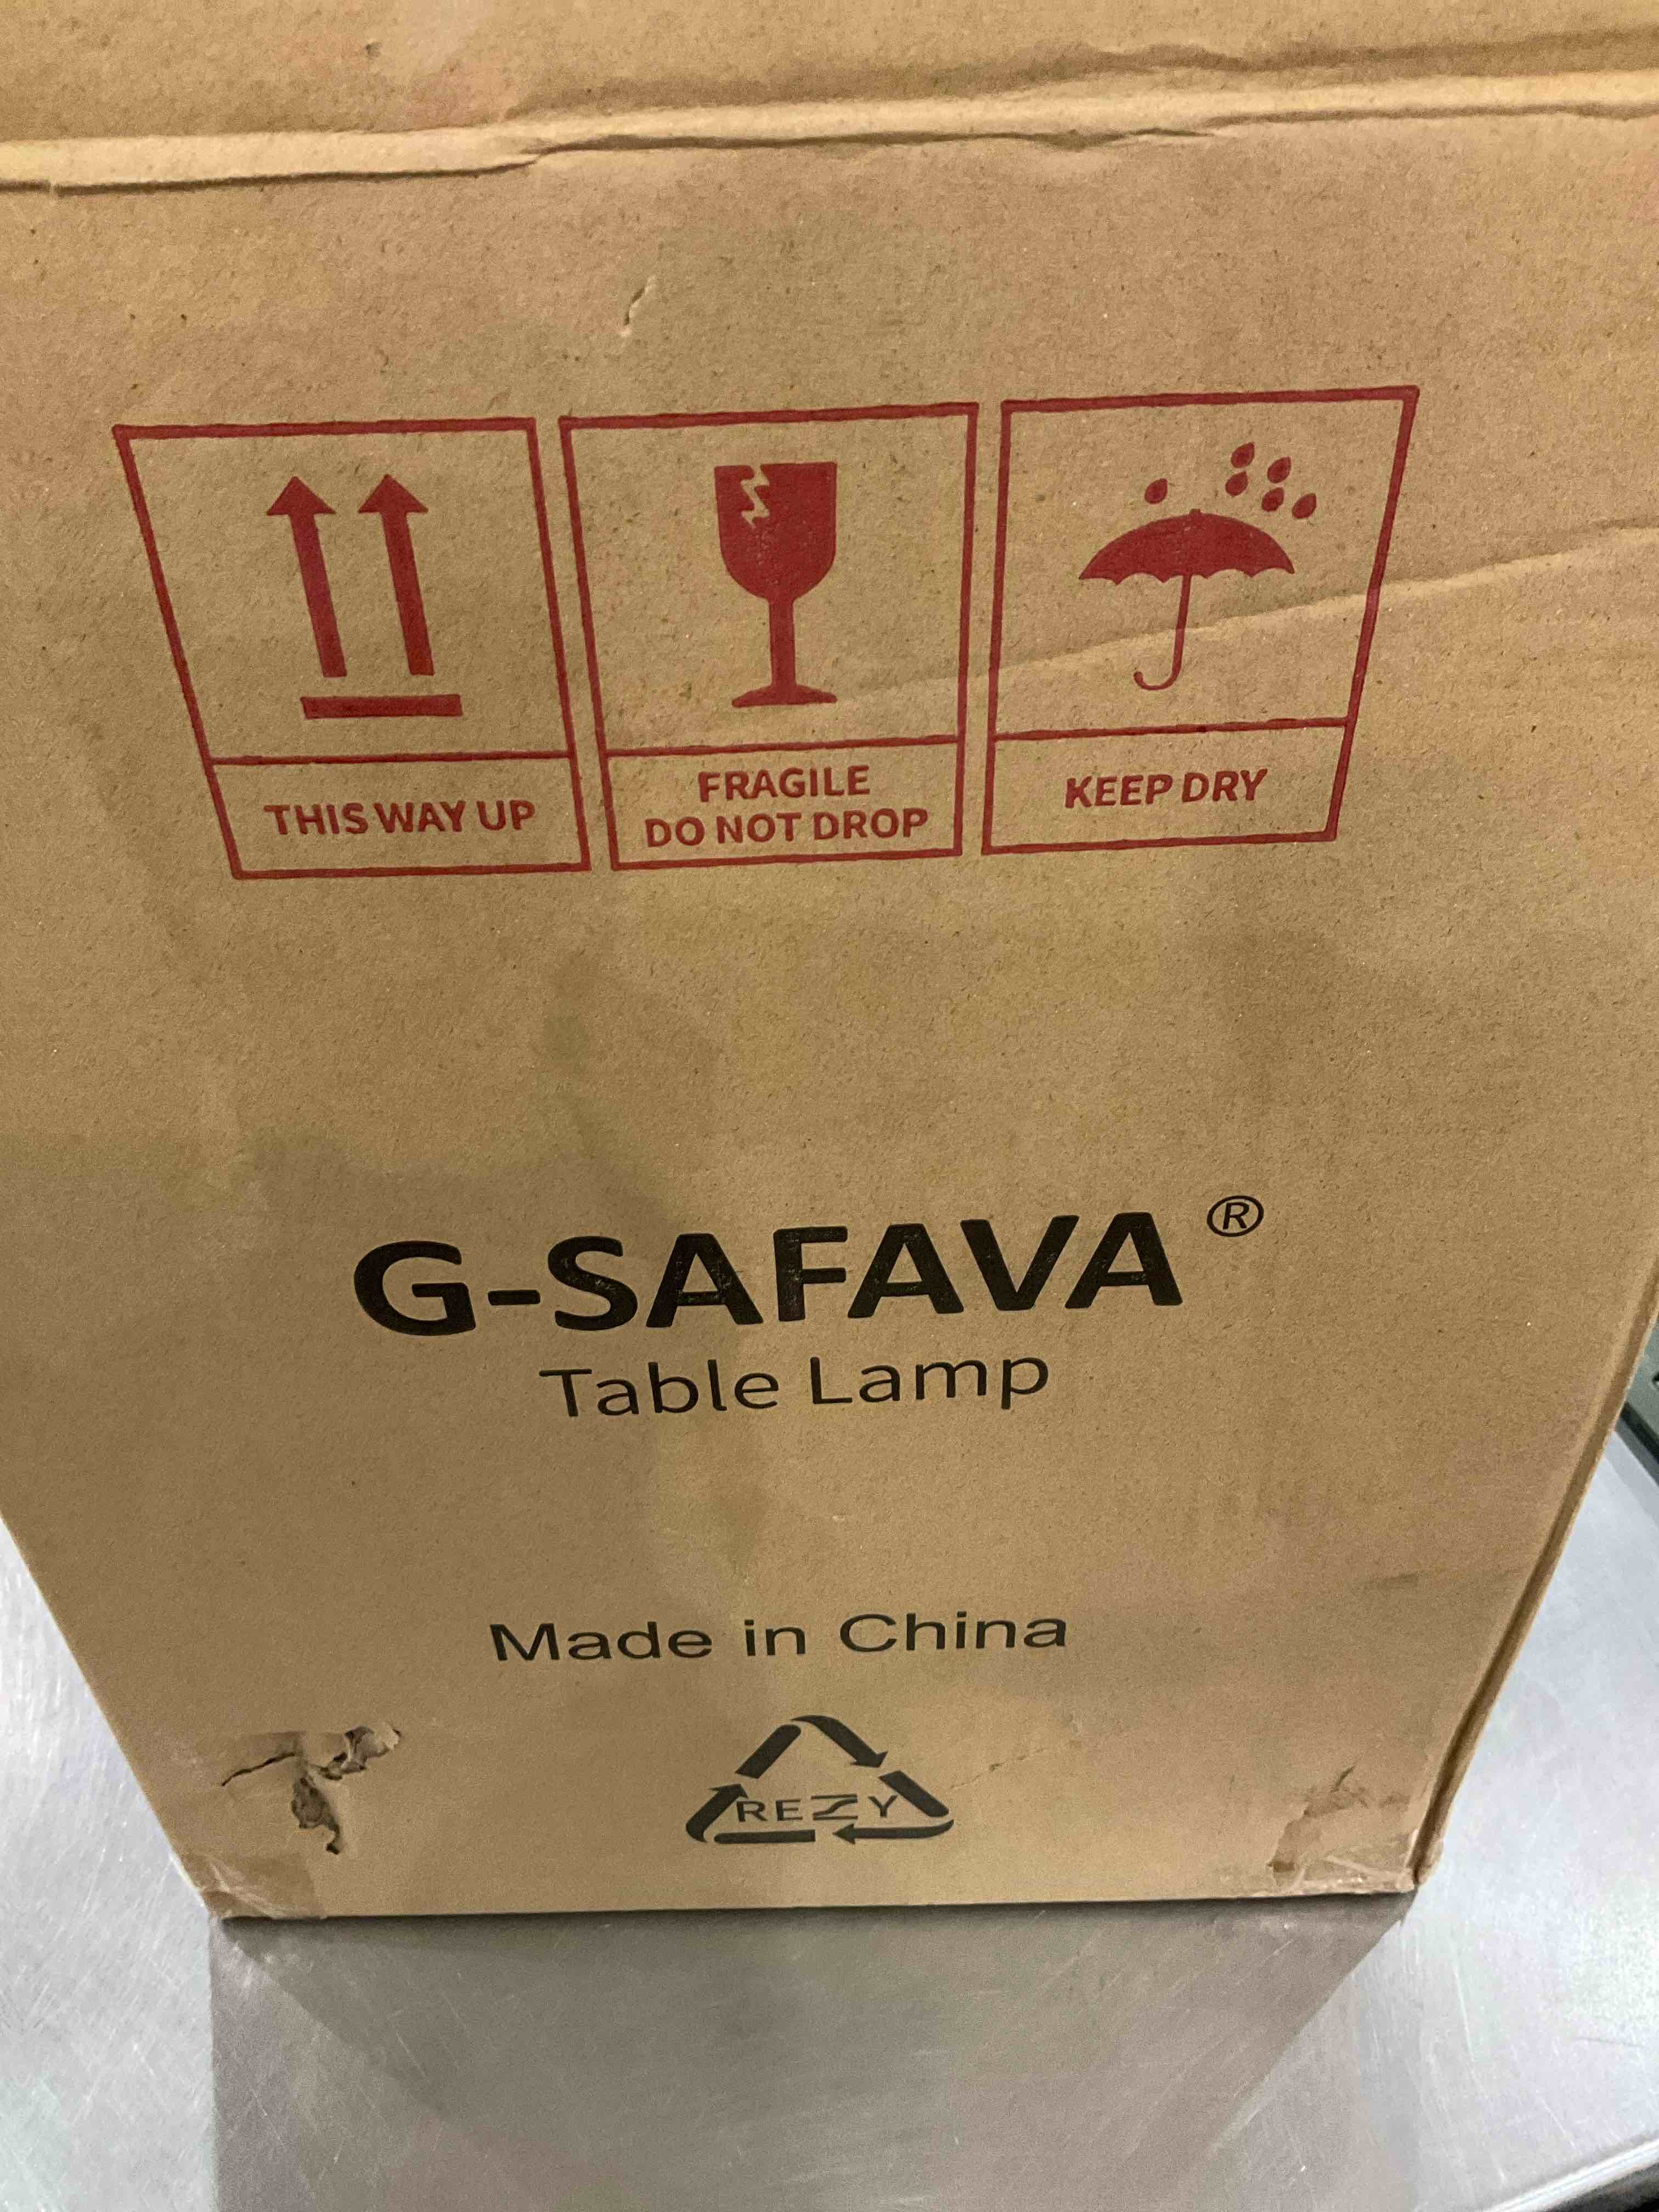 THIS WAY UP
FRAGILE
DO NOT DROP
KEEP DRY
G-SAFAVA®
Table Lamp
Made in China
REZY